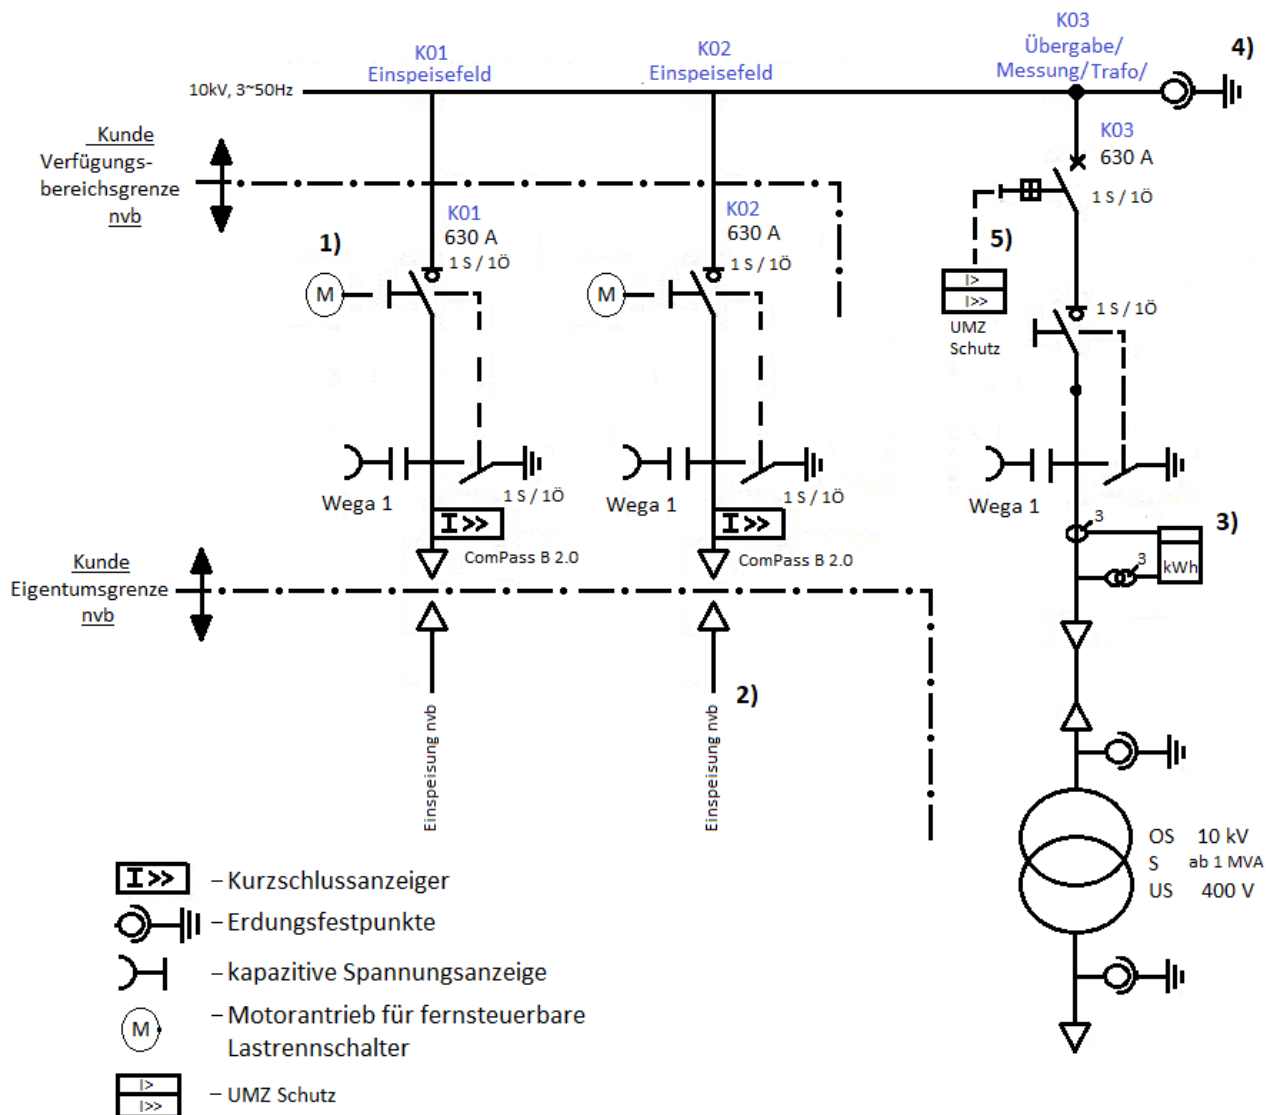 K01
Einspeisefeld
K02
Einspeisefeld
K03
Übergabe/
Messung/Trafo/
4)
10kV, 3~50Hz
Kunde
Verfügungs-
bereichsgrenze
nvb
K03
630 A
1 S / 1Ö
K01
630 A
1 S / 1Ö
K02
630 A
1 S / 1Ö
1)
M
M
5)
I>
I>>
UMZ
Schutz
1 S / 1Ö
Wega 1
1 S / 1Ö
Wega 1
1 S / 1Ö
Wega 1
I >>
ComPass B 2.0
I >>
ComPass B 2.0
3
3
kWh
3)
Kunde
Eigentumsgrenze
nvb
2)
Einspeisung nvb
Einspeisung nvb
OS 10 kV
S ab 1 MVA
US 400 V
I >> – Kurzschlussanzeiger
– Erdungsfestpunkte
– kapazitive Spannungsanzeige
M – Motorantrieb für fernsteuerbare
Lastrennschalter
I>
I>>
– UMZ Schutz